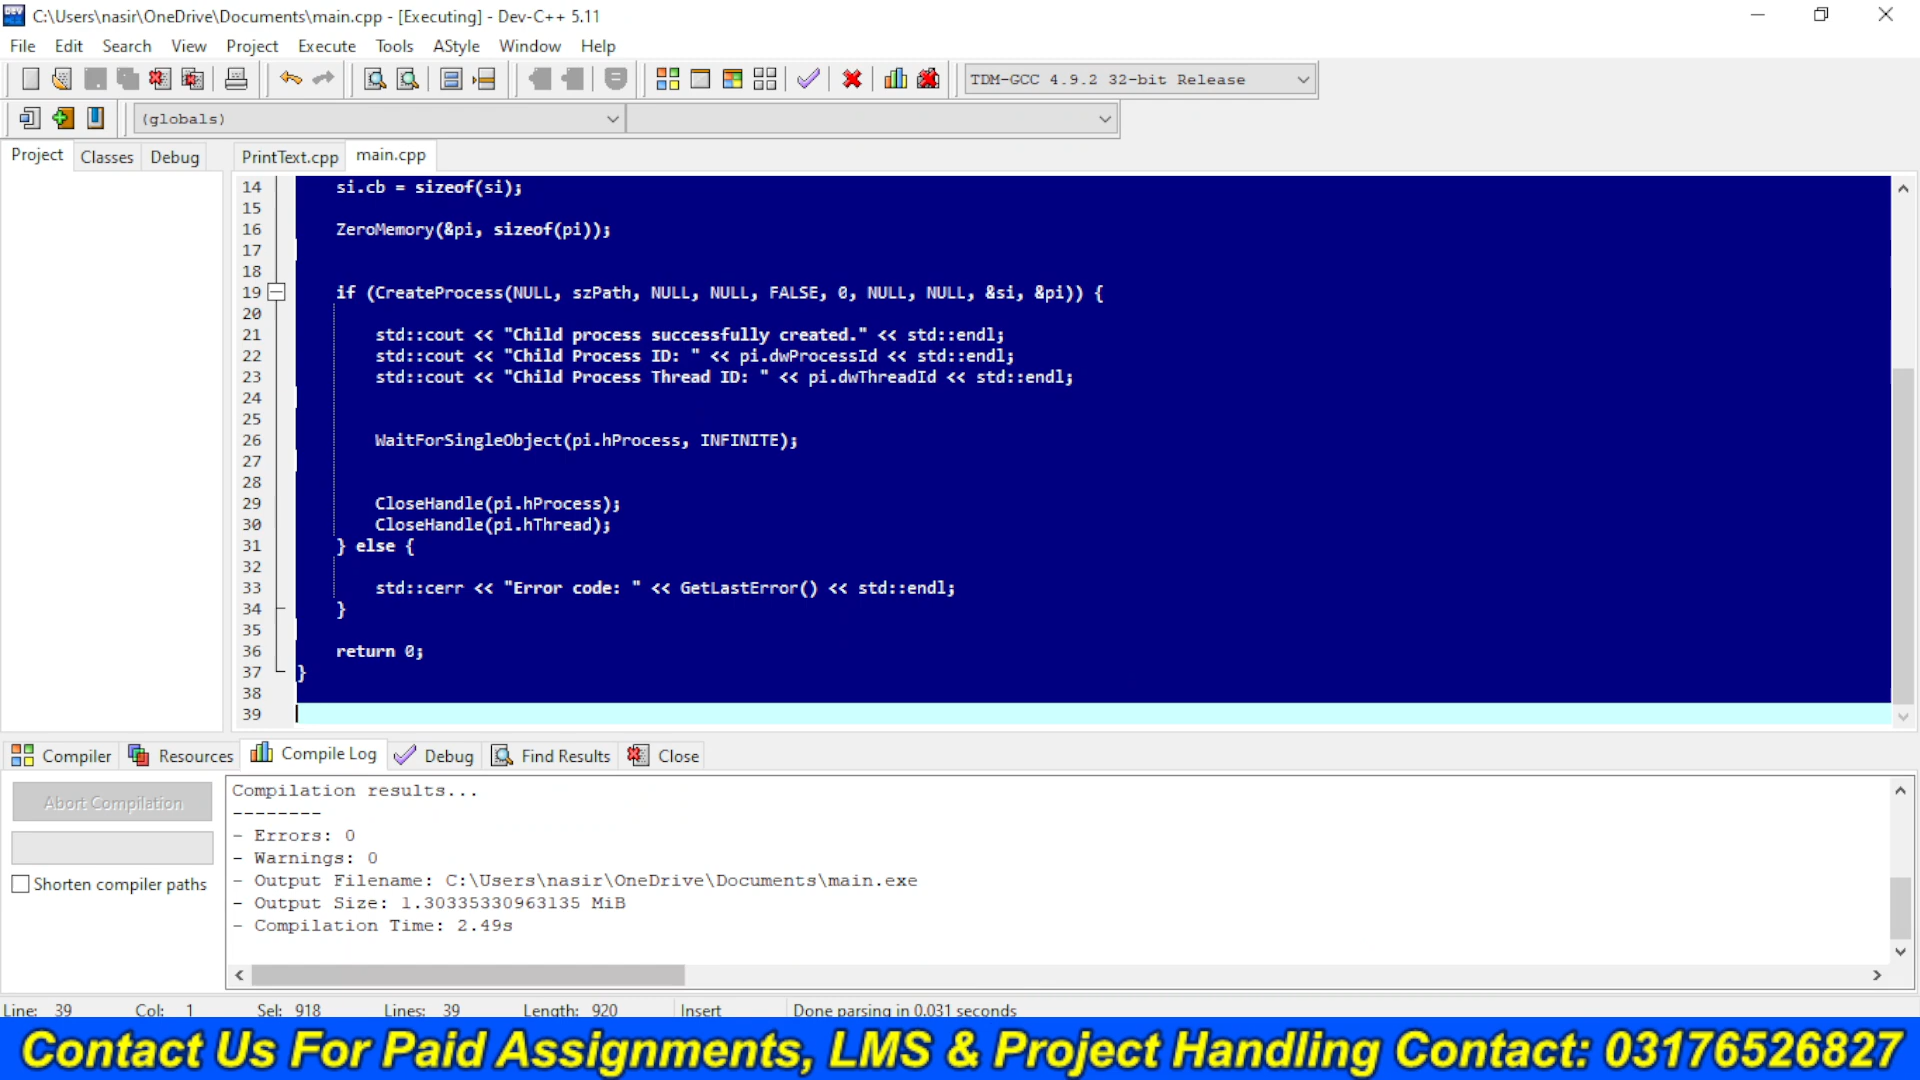 C:\Users\nasir\OneDrive\Documents\main.cpp - [Executing] - Dev-C++ 5.11
File Edit Search View Project Execute Tools AStyle Window Help
TDM-GCC 4.9.2 32-bit Release
(globals)
Project Classes Debug PrintText.cpp main.cpp
14 si.cb = sizeof(si);
15
16 ZeroMemory(&pi, sizeof(pi));
17
18
19 if (CreateProcess(NULL, szPath, NULL, NULL, FALSE, 0, NULL, NULL, &si, &pi)) {
20
21 std::cout << "Child process successfully created." << std::endl;
22 std::cout << "Child Process ID: " << pi.dwProcessId << std::endl;
23 std::cout << "Child Process Thread ID: " << pi.dwThreadId << std::endl;
24
25
26 WaitForSingleObject(pi.hProcess, INFINITE);
27
28
29 CloseHandle(pi.hProcess);
30 CloseHandle(pi.hThread);
31 } else {
32
33 std::cerr << "Error code: " << GetLastError() << std::endl;
34 }
35
36 return 0;
37 }
38
39
Compiler Resources Compile Log Debug Find Results Close
Abort Compilation
Shorten compiler paths
Compilation results...
--------
- Errors: 0
- Warnings: 0
- Output Filename: C:\Users\nasir\OneDrive\Documents\main.exe
- Output Size: 1.30335330963135 MiB
- Compilation Time: 2.49s
Line: 39 Col: 1 Sel: 918 Lines: 39 Length: 920 Insert Done parsing in 0.031 seconds
Contact Us For Paid Assignments, LMS & Project Handling Contact: 03176526827